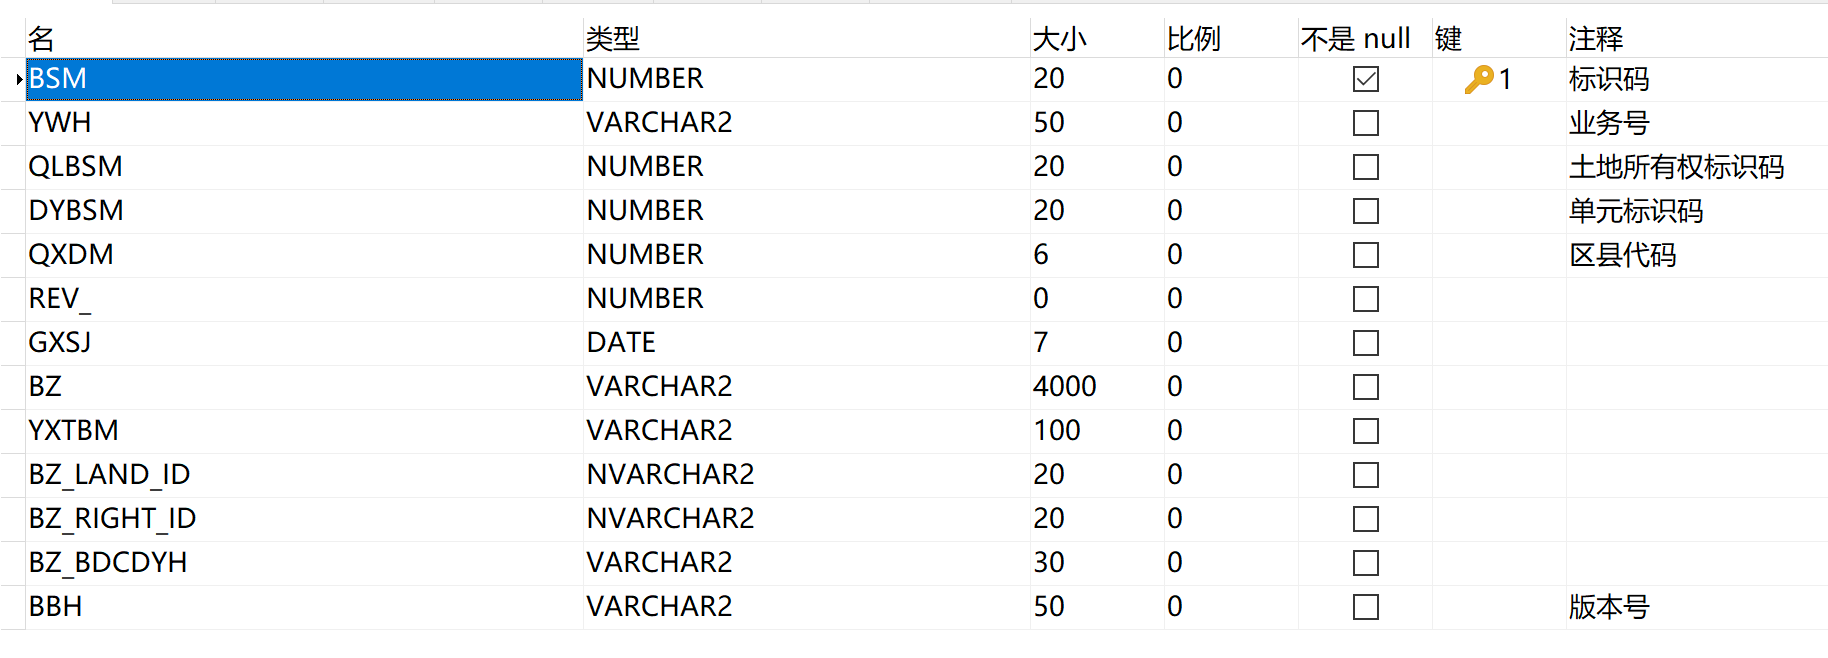 名 类型 大小 比例 不是 null 键 注释
BSM NUMBER 20 0 1 标识码
YWH VARCHAR2 50 0 业务号
QLBSM NUMBER 20 0 土地所有权标识码
DYBSM NUMBER 20 0 单元标识码
QXDM NUMBER 6 0 区县代码
REV_ NUMBER 0 0
GXSJ DATE 7 0
BZ VARCHAR2 4000 0
YXTBM VARCHAR2 100 0
BZ_LAND_ID NVARCHAR2 20 0
BZ_RIGHT_ID NVARCHAR2 20 0
BZ_BDCDYH VARCHAR2 30 0
BBH VARCHAR2 50 0 版本号